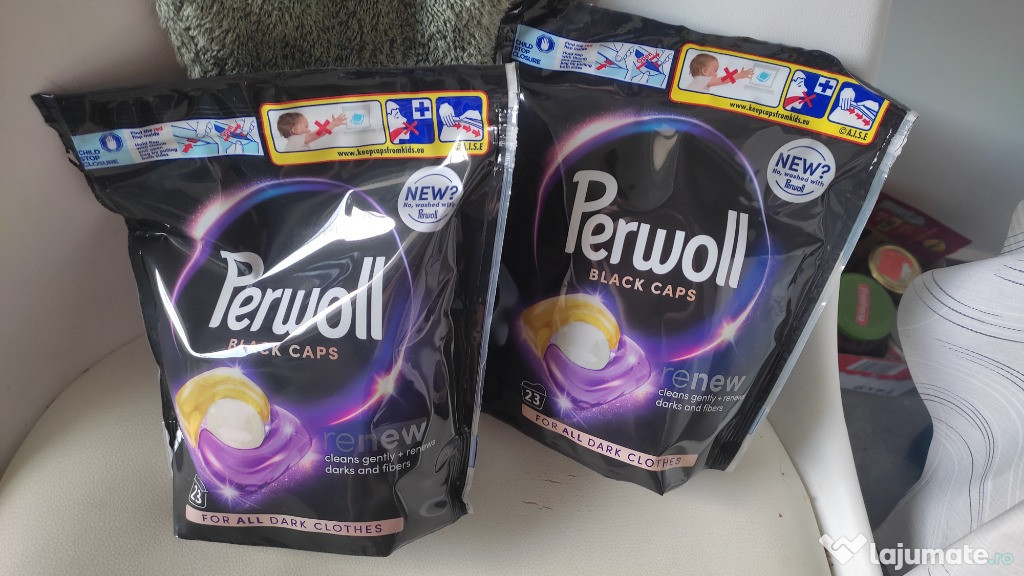 CHILD
STOP
CLOSURE
www.keepcapsfromkids.eu
© A.I.S.E
NEW?
No, washed with
Perwoll
Perwoll
BLACK CAPS
renew
cleans gently + renews
darks and fibers
23
FOR ALL DARK CLOTHES
CHILD
STOP
CLOSURE
www.keepcapsfromkids.eu
© A.I.S.E
NEW?
No, washed with
Perwoll
Perwoll
BLACK CAPS
renew
cleans gently + renews
darks and fibers
23
FOR ALL DARK CLOTHES
lajumate.ro